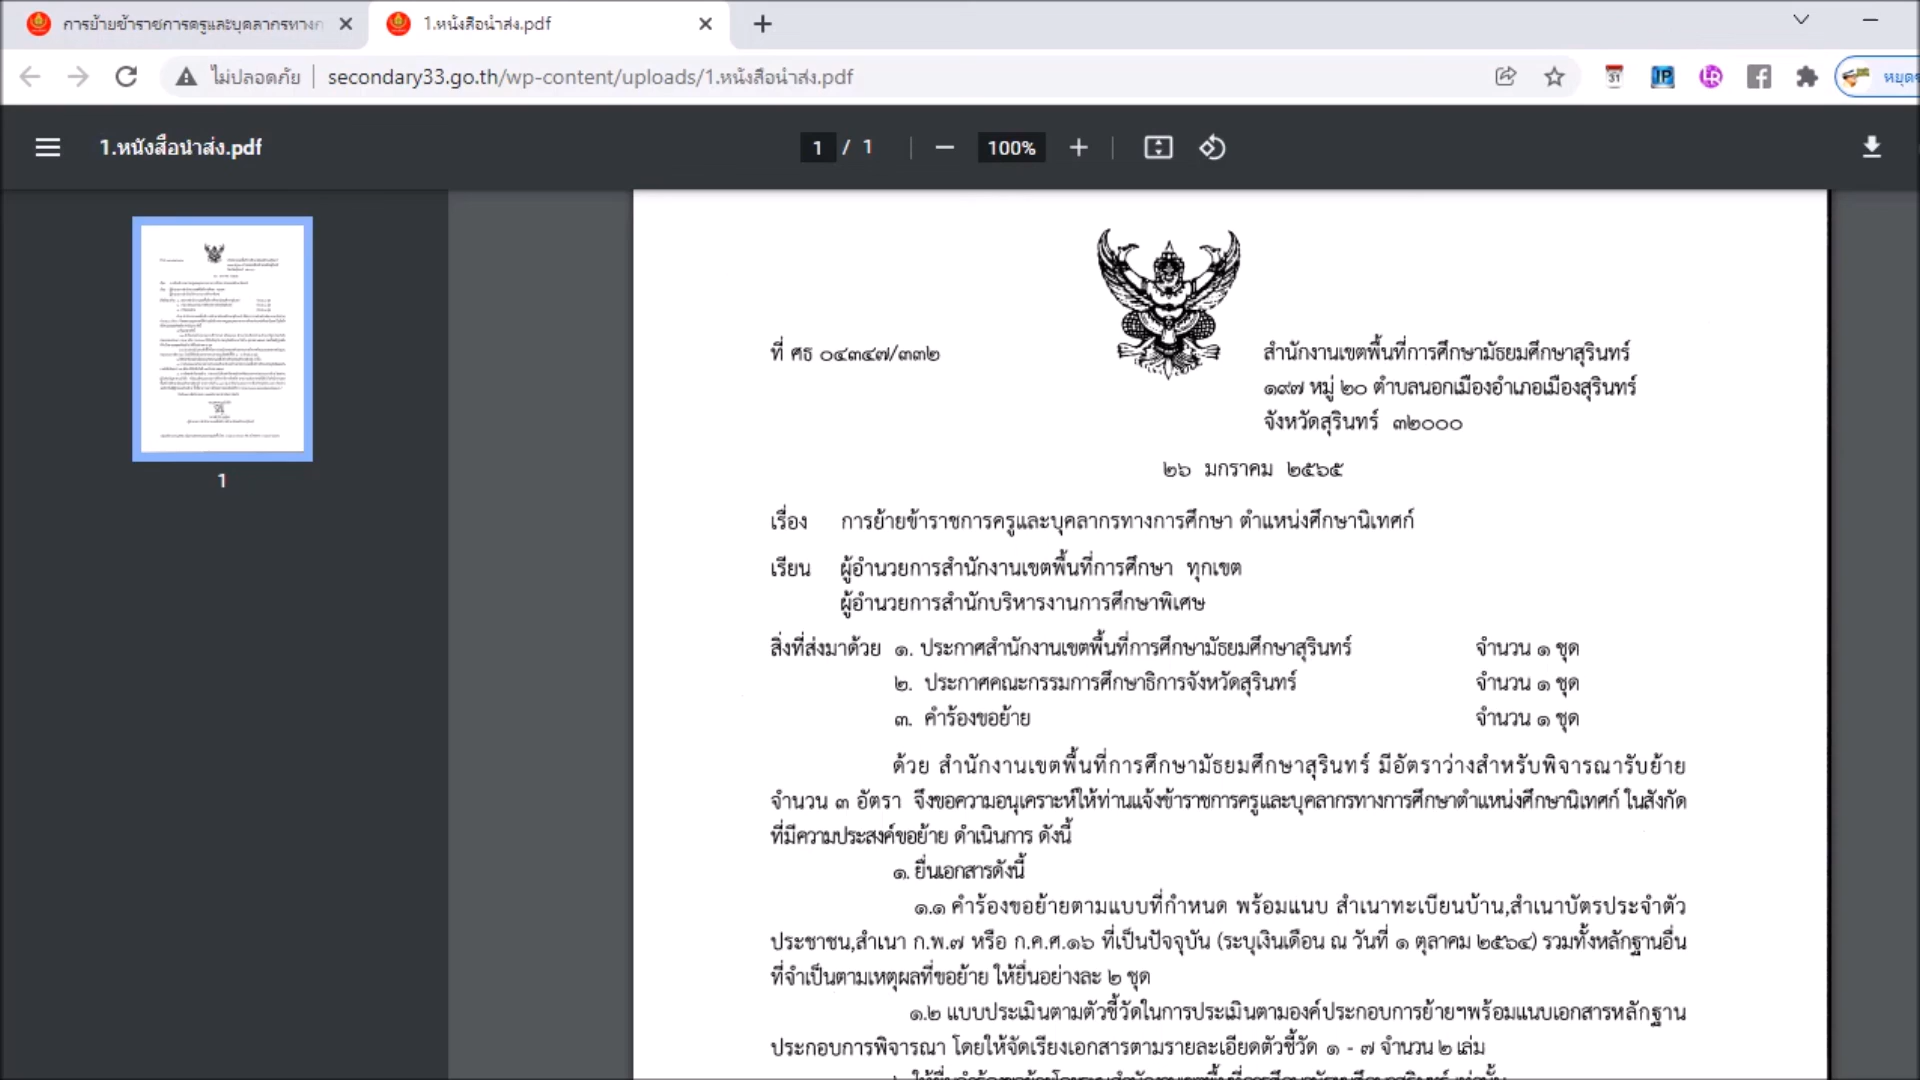 การย้ายข้าราชการครูและบุคลากรทางก
1.หนังสือนำส่ง.pdf
ไม่ปลอดภัย
secondary33.go.th/wp-content/uploads/1.หนังสือนำส่ง.pdf
31
JP
หยุดช
1.หนังสือนำส่ง.pdf
1 / 1
100%
1
ที่ ศธ ๐๔๓๔๗/๓๓๒
สำนักงานเขตพื้นที่การศึกษามัธยมศึกษาสุรินทร์
๑๙๗ หมู่ ๒๐ ตำบลนอกเมืองอำเภอเมืองสุรินทร์
จังหวัดสุรินทร์ ๓๒๐๐๐
๒๖ มกราคม ๒๕๖๕
เรื่อง การย้ายข้าราชการครูและบุคลากรทางการศึกษา ตำแหน่งศึกษานิเทศก์
เรียน ผู้อำนวยการสำนักงานเขตพื้นที่การศึกษา ทุกเขต
ผู้อำนวยการสำนักบริหารงานการศึกษาพิเศษ
สิ่งที่ส่งมาด้วย ๑. ประกาศสำนักงานเขตพื้นที่การศึกษามัธยมศึกษาสุรินทร์ จำนวน ๑ ชุด
๒. ประกาศคณะกรรมการศึกษาธิการจังหวัดสุรินทร์ จำนวน ๑ ชุด
๓. คำร้องขอย้าย จำนวน ๑ ชุด
ด้วย สำนักงานเขตพื้นที่การศึกษามัธยมศึกษาสุรินทร์ มีอัตราว่างสำหรับพิจารณารับย้าย
จำนวน ๓ อัตรา จึงขอความอนุเคราะห์ให้ท่านแจ้งข้าราชการครูและบุคลากรทางการศึกษาตำแหน่งศึกษานิเทศก์ ในสังกัด
ที่มีความประสงค์ขอย้าย ดำเนินการ ดังนี้
๑. ยื่นเอกสารดังนี้
๑.๑ คำร้องขอย้ายตามแบบที่กำหนด พร้อมแนบ สำเนาทะเบียนบ้าน,สำเนาบัตรประจำตัว
ประชาชน,สำเนา ก.พ.๗ หรือ ก.ค.ศ.๑๖ ที่เป็นปัจจุบัน (ระบุเงินเดือน ณ วันที่ ๑ ตุลาคม ๒๕๖๔) รวมทั้งหลักฐานอื่น
ที่จำเป็นตามเหตุผลที่ขอย้าย ให้ยื่นอย่างละ ๒ ชุด
๑.๒ แบบประเมินตามตัวชี้วัดในการประเมินตามองค์ประกอบการย้ายฯพร้อมแนบเอกสารหลักฐาน
ประกอบการพิจารณา โดยให้จัดเรียงเอกสารตามรายละเอียดตัวชี้วัด ๑ - ๗ จำนวน ๒ เล่ม